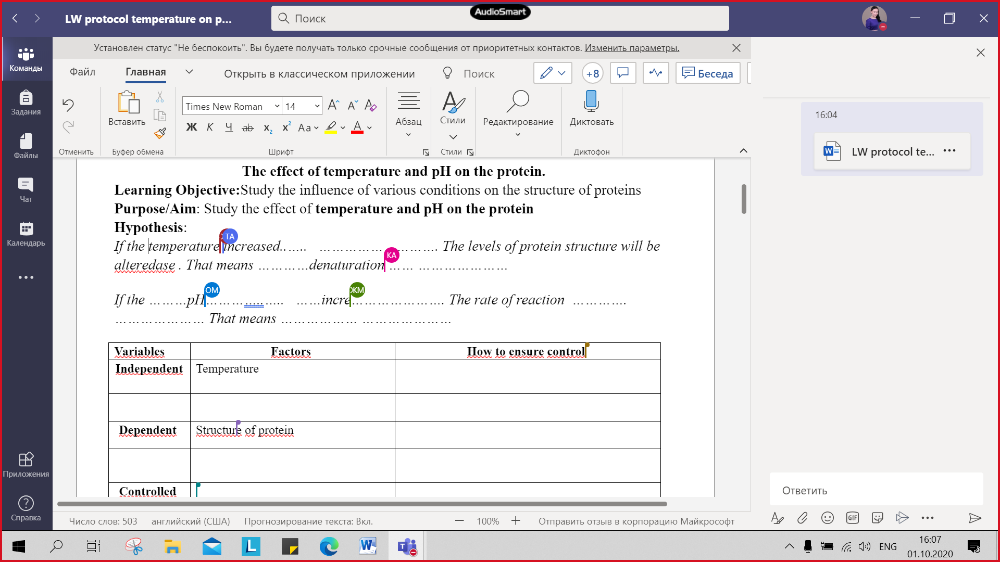 LW protocol temperature on p...
Поиск
AudioSmart
Установлен статус "Не беспокоить". Вы будете получать только срочные сообщения от приоритетных контактов. Изменить параметры.
Файл
Главная
Открыть в классическом приложении
Поиск
+8
Беседа
Команды
Задания
Файлы
Чат
Календарь
Приложения
Справка
Вставить
Times New Roman
14
Ж К Ч ab x2 x2 Aa A
Абзац
Стили
Редактирование
Диктовать
Отменить
Буфер обмена
Шрифт
Стили
Диктофон
The effect of temperature and pH on the protein.
Learning Objective:Study the influence of various conditions on the structure of proteins
Purpose/Aim: Study the effect of temperature and pH on the protein
Hypothesis:
TA
If the temperature increased........ ………………………. The levels of protein structure will be
KA
alteredase . That means …………denaturation …… …………………
OM
ЖМ
If the ………pH……………..….. ……incre…………………. The rate of reaction ………….
………………… That means ……………… …………………
Variables Factors How to ensure control
Independent Temperature
Dependent Structure of protein
Controlled
16:04
LW protocol te...
Ответить
GIF
Число слов: 503
английский (США)
Прогнозирование текста: Вкл.
100%
Отправить отзыв в корпорацию Майкрософт
ENG
16:07
01.10.2020